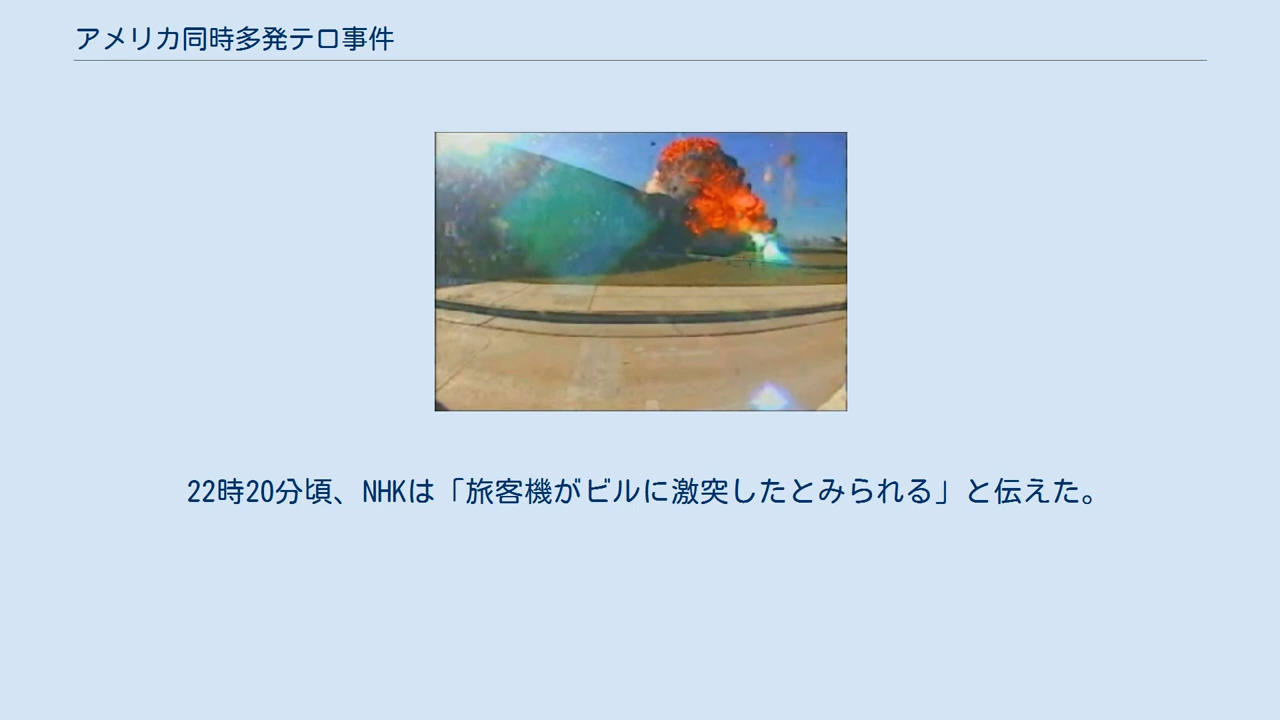 アメリカ同時多発テロ事件
22時20分頃、NHKは「旅客機がビルに激突したとみられる」と伝えた。